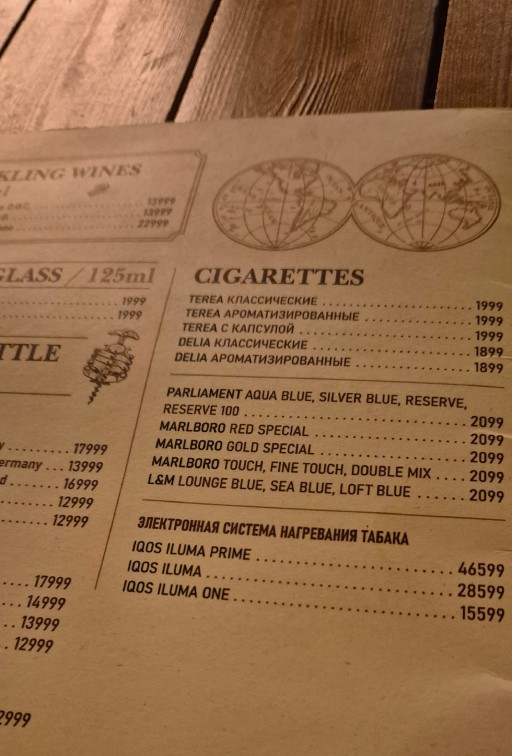 KLING WINES
13999
13999
22999
GLASS / 125ml
1999
1999
TTLE
17999
ermany ... 13999
16999
12999
12999
17999
14999
13999
12999
2999
CIGARETTES
TEREA КЛАССИЧЕСКИЕ ..... 1999
TEREA АРОМАТИЗИРОВАННЫЕ ..... 1999
TEREA С КАПСУЛОЙ ..... 1999
DELIA КЛАССИЧЕСКИЕ ..... 1899
DELIA АРОМАТИЗИРОВАННЫЕ ..... 1899
PARLIAMENT AQUA BLUE, SILVER BLUE, RESERVE,
RESERVE 100 ..... 2099
MARLBORO RED SPECIAL ..... 2099
MARLBORO GOLD SPECIAL ..... 2099
MARLBORO TOUCH, FINE TOUCH, DOUBLE MIX .... 2099
L&M LOUNGE BLUE, SEA BLUE, LOFT BLUE ...... 2099
ЭЛЕКТРОННАЯ СИСТЕМА НАГРЕВАНИЯ ТАБАКА
IQOS ILUMA PRIME ..... 46599
IQOS ILUMA ..... 28599
IQOS ILUMA ONE ..... 15599